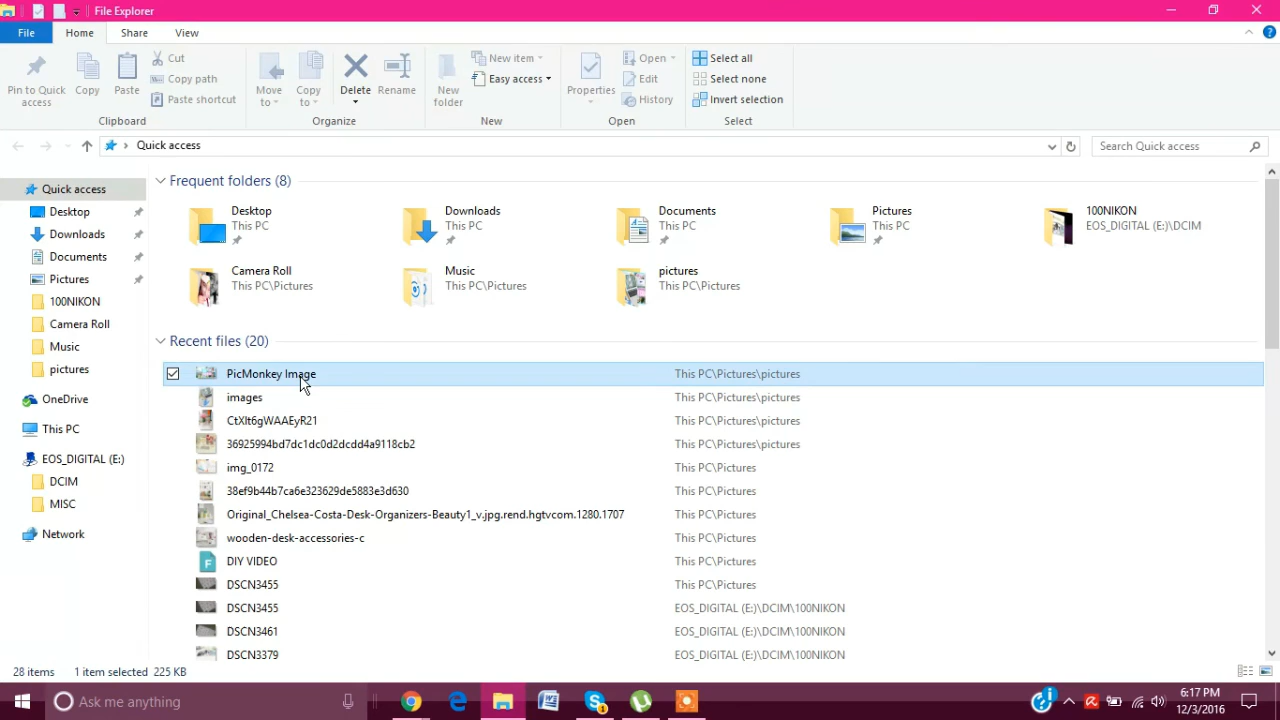 File Explorer
File Home Share View
Pin to Quick access
Copy
Paste
Cut
Copy path
Paste shortcut
Clipboard
Move to
Copy to
Delete
Rename
Organize
New folder
New item
Easy access
New
Properties
Open
Edit
History
Open
Select all
Select none
Invert selection
Select
Quick access
Search Quick access
Quick access
Desktop
Downloads
Documents
Pictures
100NIKON
Camera Roll
Music
pictures
OneDrive
This PC
EOS_DIGITAL (E:)
DCIM
MISC
Network
Frequent folders (8)
Desktop
This PC
Downloads
This PC
Documents
This PC
Pictures
This PC
100NIKON
EOS_DIGITAL (E:)\DCIM
Camera Roll
This PC\Pictures
Music
This PC\Pictures
pictures
This PC\Pictures
Recent files (20)
PicMonkey Image This PC\Pictures\pictures
images This PC\Pictures\pictures
CtXIt6gWAAEyR21 This PC\Pictures\pictures
36925994bd7dc1dc0d2dcdd4a9118cb2 This PC\Pictures\pictures
img_0172 This PC\Pictures
38ef9b44b7ca6e323629de5883e3d630 This PC\Pictures
Original_Chelsea-Costa-Desk-Organizers-Beauty1_v.jpg.rend.hgtvcom.1280.1707 This PC\Pictures
wooden-desk-accessories-c This PC\Pictures
DIY VIDEO This PC\Pictures
DSCN3455 This PC\Pictures
DSCN3455 EOS_DIGITAL (E:)\DCIM\100NIKON
DSCN3461 EOS_DIGITAL (E:)\DCIM\100NIKON
DSCN3379 EOS_DIGITAL (E:)\DCIM\100NIKON
28 items 1 item selected 225 KB
Ask me anything
6:17 PM
12/3/2016